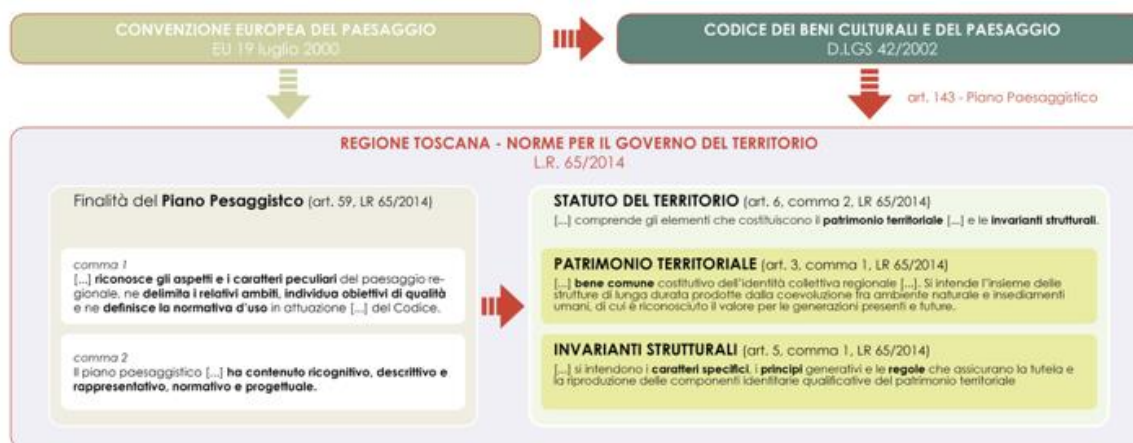 CONVENZIONE EUROPEA DEL PAESAGGIO
EU 19 luglio 2000
CODICE DEI BENI CULTURALI E DEL PAESAGGIO
D.LGS 42/2002
art. 143 - Piano Paesaggistico
REGIONE TOSCANA - NORME PER IL GOVERNO DEL TERRITORIO
L.R. 65/2014
Finalità del Piano Pesaggistco (art. 59, LR 65/2014)
comma 1
[...] riconosce gli aspetti e i caratteri peculiari del paesaggio re-
gionale, ne delimita i relativi ambiti, individua obiettivi di qualità
e ne definisce la normativa d'uso in attuazione [...] del Codice.
comma 2
Il piano paesaggistico [...] ha contenuto ricognitivo, descrittivo e
rappresentativo, normativo e progettuale.
STATUTO DEL TERRITORIO (art. 6, comma 2, LR 65/2014)
[...] comprende gli elementi che costituiscono il patrimonio territoriale [...] e le invarianti strutturali.
PATRIMONIO TERRITORIALE (art. 3, comma 1, LR 65/2014)
[...] bene comune costitutivo dell'identità collettiva regionale [...]. Si intende l'insieme delle
strutture di lunga durata prodotte dalla coevoluzione fra ambiente naturale e insediamenti
umani, di cui è riconosciuto il valore per le generazioni presenti e future.
INVARIANTI STRUTTURALI (art. 5, comma 1, LR 65/2014)
[...] si intendono i caratteri specifici, i principi generativi e le regole che assicurano la tutela e
la riproduzione delle componenti identitarie qualificative del patrimonio territoriale